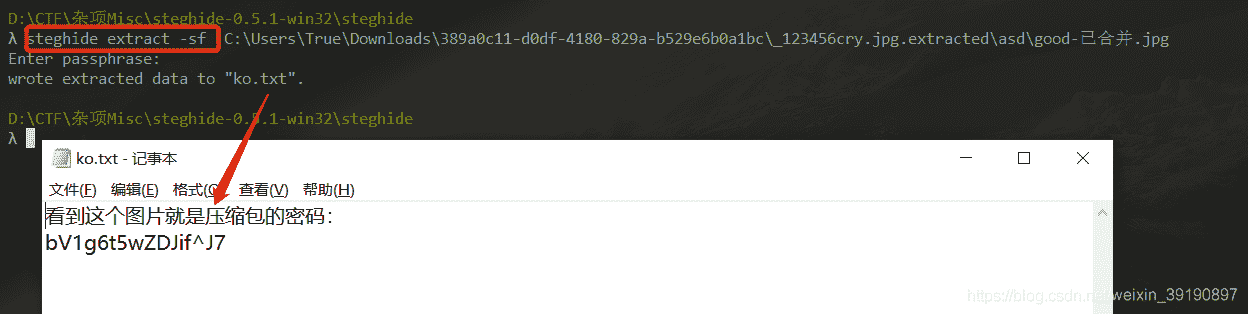 D:\CTF\杂项Misc\steghide-0.5.1-win32\steghide
λ steghide extract -sf C:\Users\True\Downloads\389a0c11-d0df-4180-829a-b529e6b0a1bc\_123456cry.jpg.extracted\asd\good-已合并.jpg
Enter passphrase:
wrote extracted data to "ko.txt".
D:\CTF\杂项Misc\steghide-0.5.1-win32\steghide
λ
ko.txt - 记事本
文件(F) 编辑(E) 格式(O) 查看(V) 帮助(H)
看到这个图片就是压缩包的密码：
bV1g6t5wZDJif^J7
https://blog.csdn.net/weixin_39190897